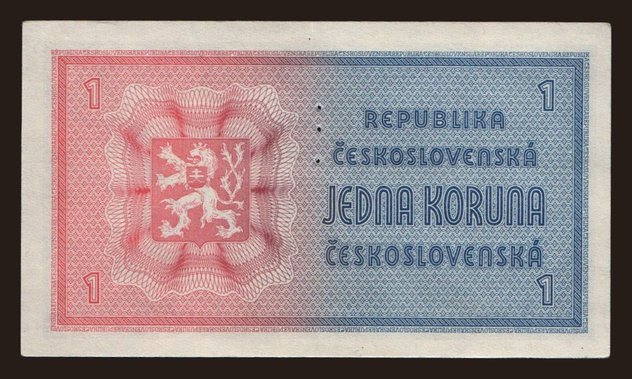 1
1
REPUBLIKA
ČESKOSLOVENSKÁ
JEDNA KORUNA
ČESKOSLOVENSKÁ
1
1